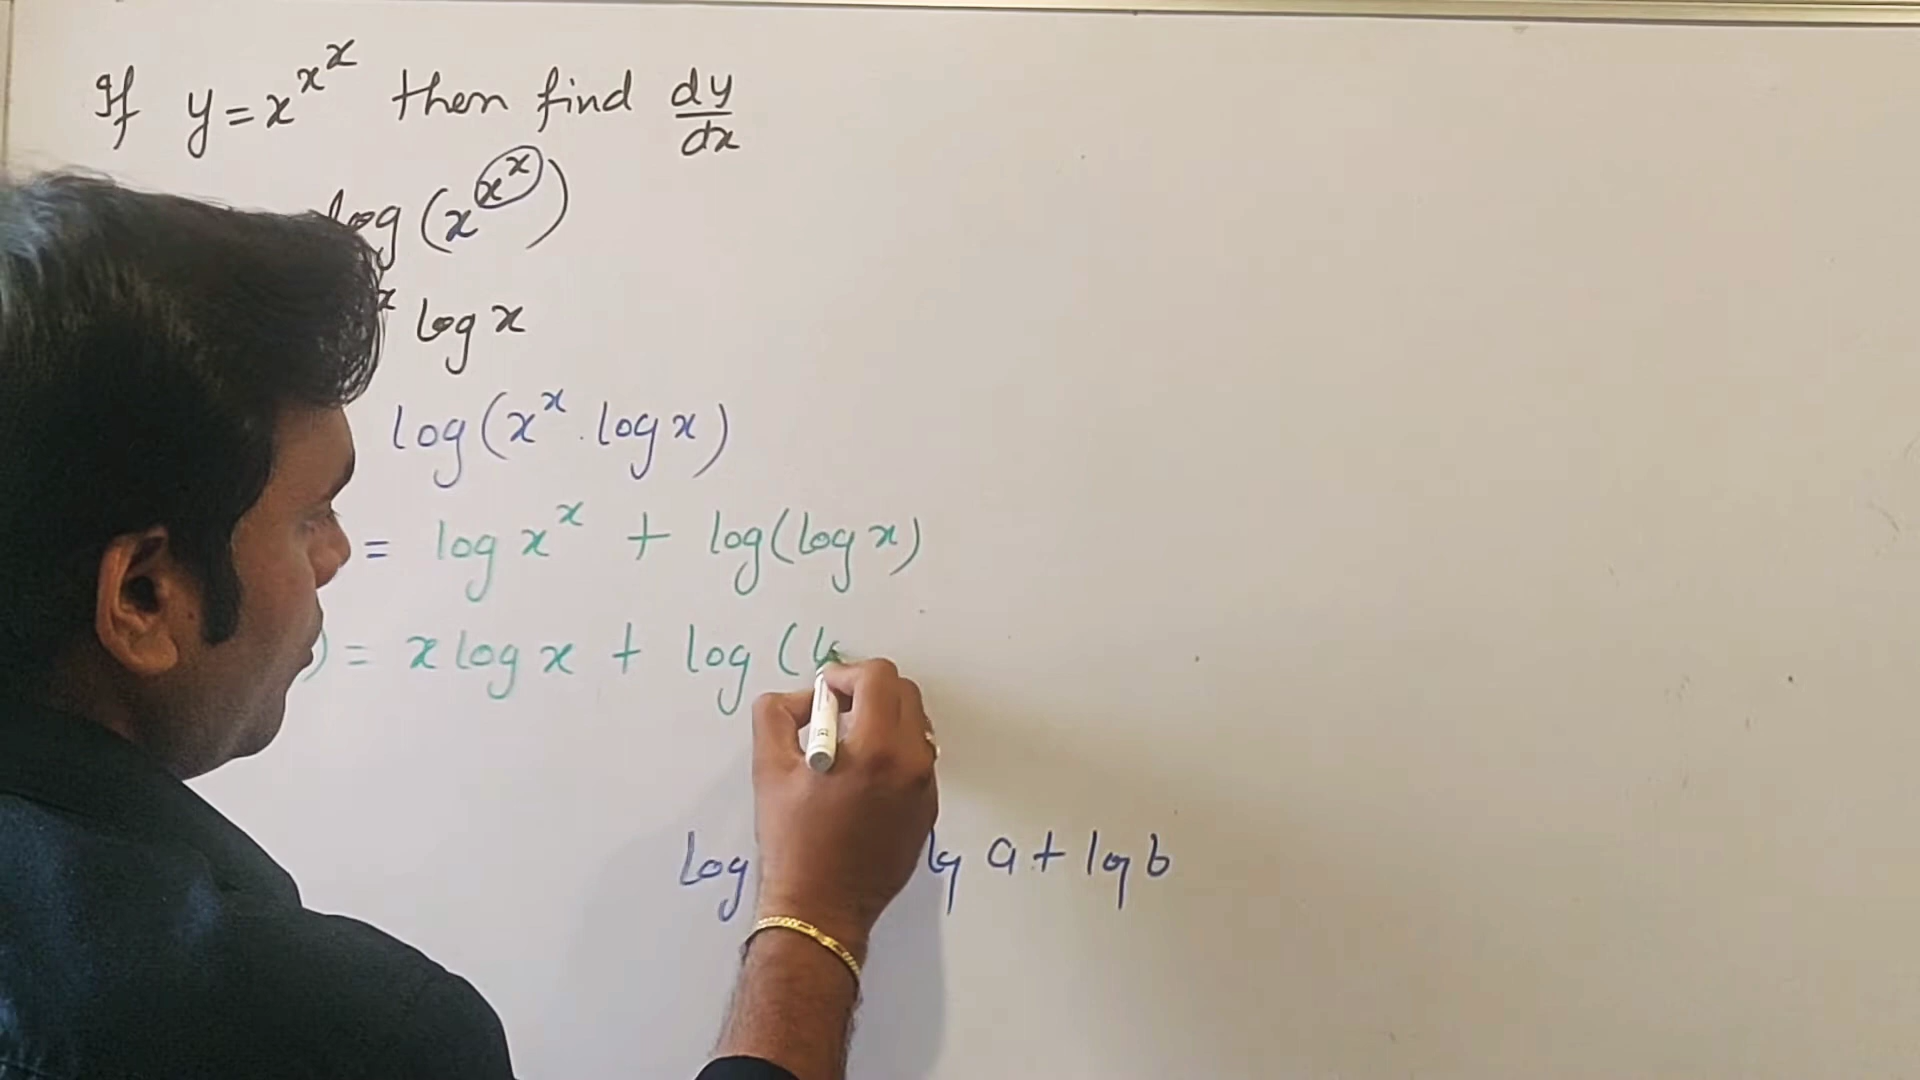 If y = x^x^x then find dy/dx
log (x^x^x)
x log x
log (x^x . log x)
= log x^x + log (log x)
) = x log x + log (l
log log a + log b